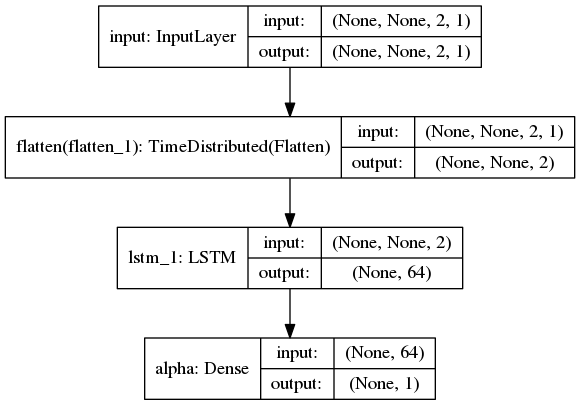 input: InputLayer
input: (None, None, 2, 1)
output: (None, None, 2, 1)
flatten(flatten_1): TimeDistributed(Flatten)
input: (None, None, 2, 1)
output: (None, None, 2)
lstm_1: LSTM
input: (None, None, 2)
output: (None, 64)
alpha: Dense
input: (None, 64)
output: (None, 1)